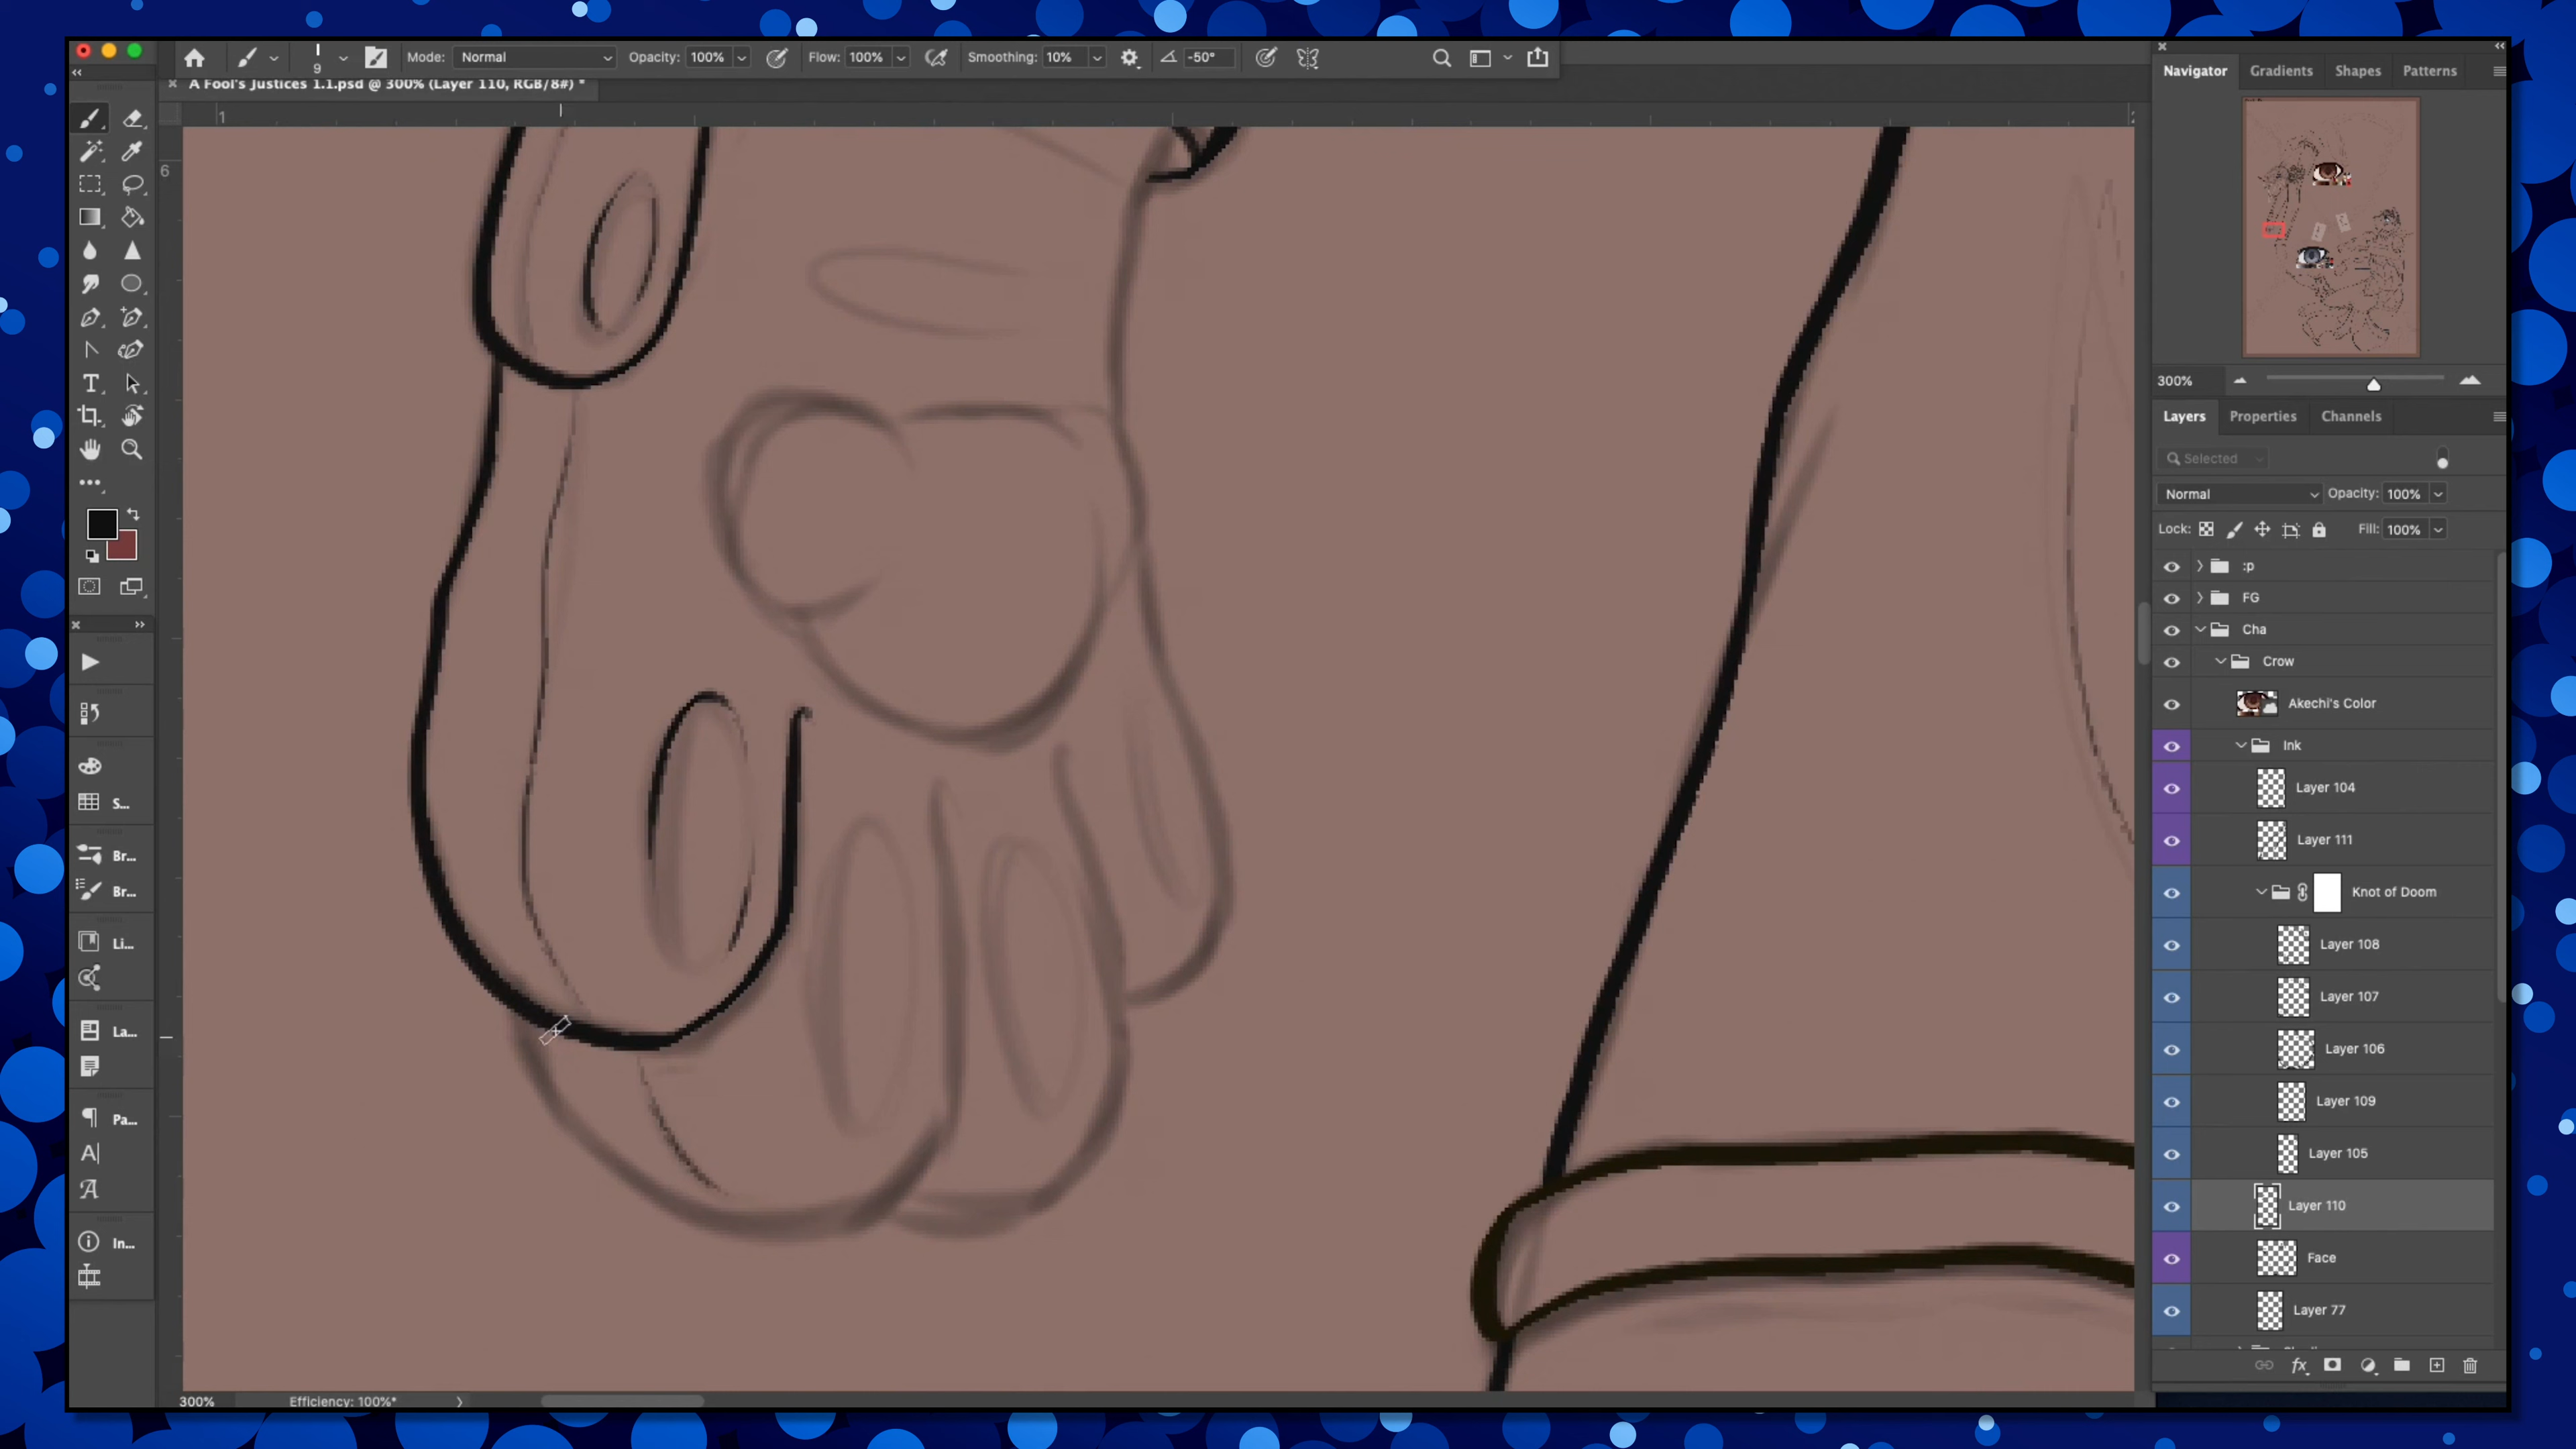 Mode: Normal Opacity: 100% Flow: 100% Smoothing: 10% -50°
9
A Fool's Justices 1.1.psd @ 300% (Layer 110, RGB/8#) *
1
6
S...
Br...
Br...
Li...
La...
Pa...
In...
300% Efficiency: 100%*
Navigator Gradients Shapes Patterns
300%
Layers Properties Channels
Selected
Normal Opacity: 100%
Lock: Fill: 100%
:p
FG
Cha
Crow
Akechi's Color
Ink
Layer 104
Layer 111
Knot of Doom
Layer 108
Layer 107
Layer 106
Layer 109
Layer 105
Layer 110
Face
Layer 77